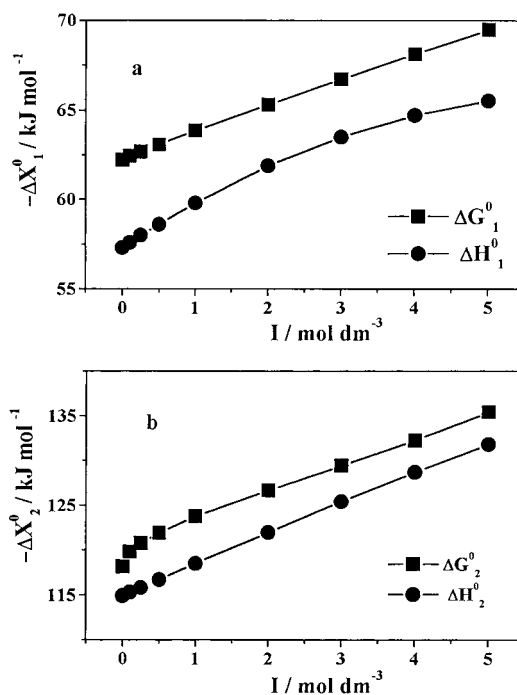 70
a
65
60
55
−ΔX⁰₁ / kJ mol⁻¹
ΔG⁰₁
ΔH⁰₁
0 1 2 3 4 5
I / mol dm⁻³
135
b
125
115
−ΔX⁰₂ / kJ mol⁻¹
ΔG⁰₂
ΔH⁰₂
0 1 2 3 4 5
I / mol dm⁻³